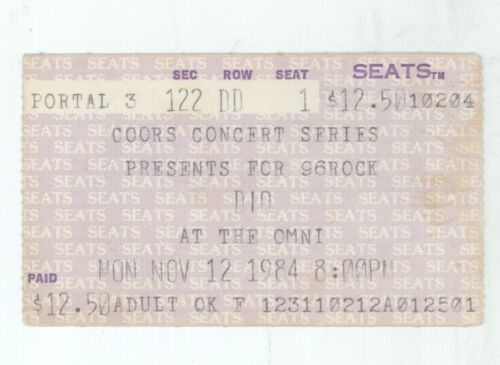 SEC ROW SEAT SEATS™
PORTAL 3 122 DD 1 $12.50 10204
COORS CONCERT SERIES
PRESENTS FOR 96ROCK
DIO
AT THE OMNI
MON NOV 12 1984 8:00PM
PAID
$12.50 ADULT OK F 123110212A012501